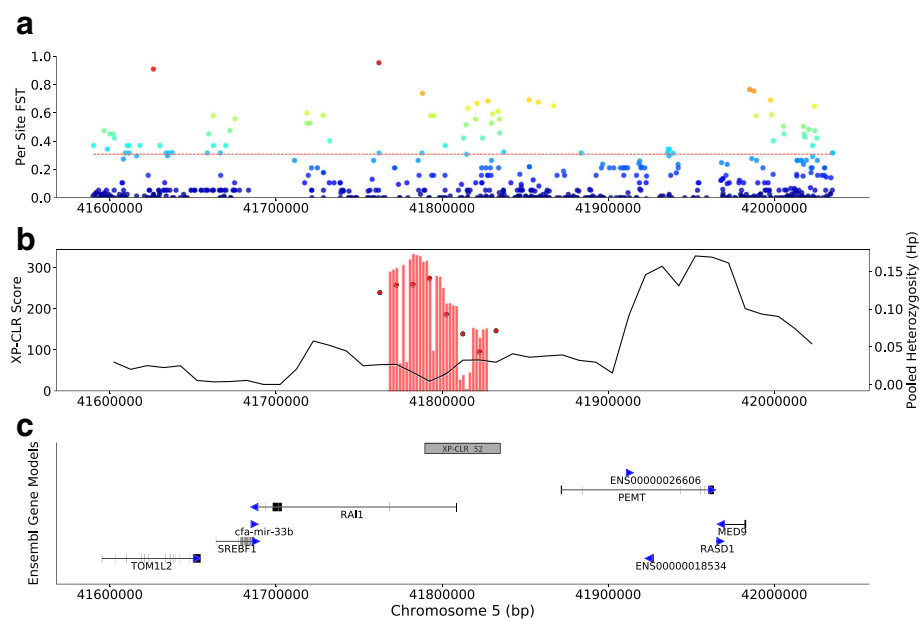 a
1.0
0.8
0.6
0.4
0.2
0.0
Per Site FST
41600000 41700000 41800000 41900000 42000000
b
300
200
100
0
XP-CLR Score
0.15
0.10
0.05
0.00
Pooled Heterozygosity (Hp)
41600000 41700000 41800000 41900000 42000000
c
Ensembl Gene Models
XP-CLR 52
ENS00000026606
PEMT
RAI1
cfa-mir-33b
MED9
SREBF1
RASD1
TOM1L2
ENS00000018534
41600000 41700000 41800000 41900000 42000000
Chromosome 5 (bp)